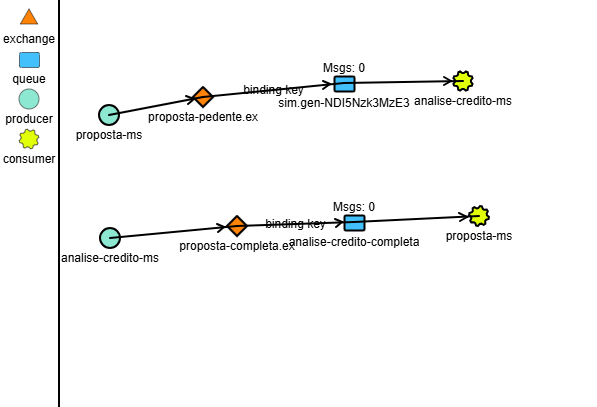 exchange
queue
producer
consumer
proposta-ms
proposta-pedente.ex
binding key
Msgs: 0
sim.gen-NDI5Nzk3MzE3
analise-credito-ms
analise-credito-ms
proposta-completa.ex
binding key
Msgs: 0
analise-credito-completa
proposta-ms